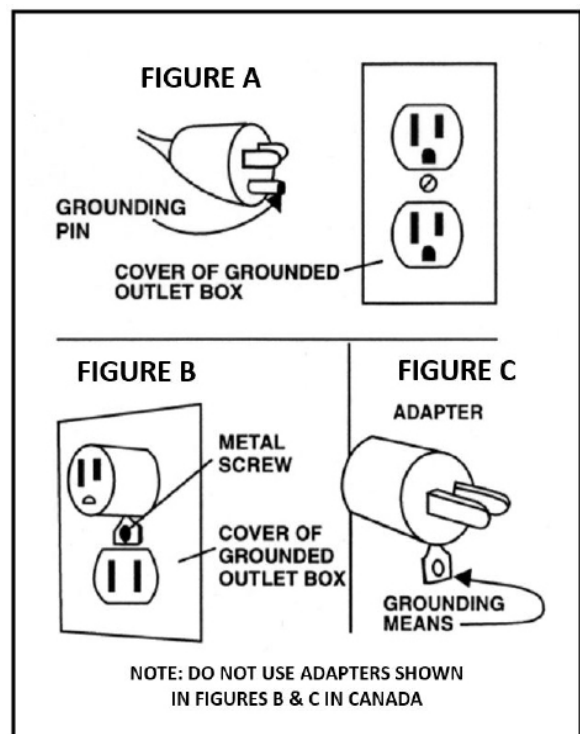 FIGURE A
GROUNDING
PIN
COVER OF GROUNDED
OUTLET BOX
FIGURE B
METAL
SCREW
COVER OF
GROUNDED
OUTLET BOX
FIGURE C
ADAPTER
GROUNDING
MEANS
NOTE: DO NOT USE ADAPTERS SHOWN
IN FIGURES B & C IN CANADA